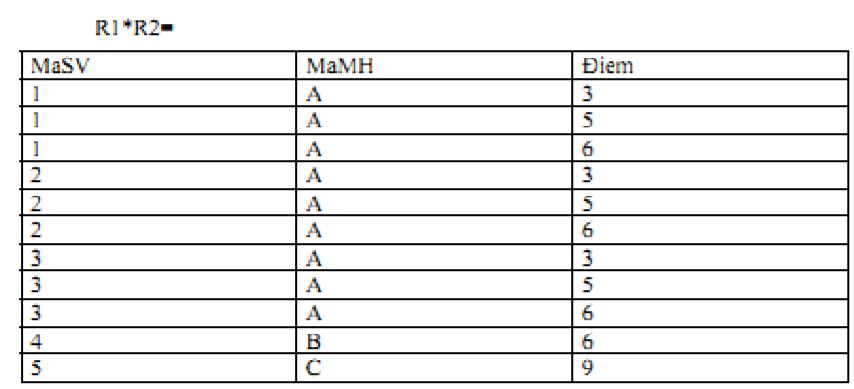 R1*R2=
MaSV MaMH Điem
1 A 3
1 A 5
1 A 6
2 A 3
2 A 5
2 A 6
3 A 3
3 A 5
3 A 6
4 B 6
5 C 9